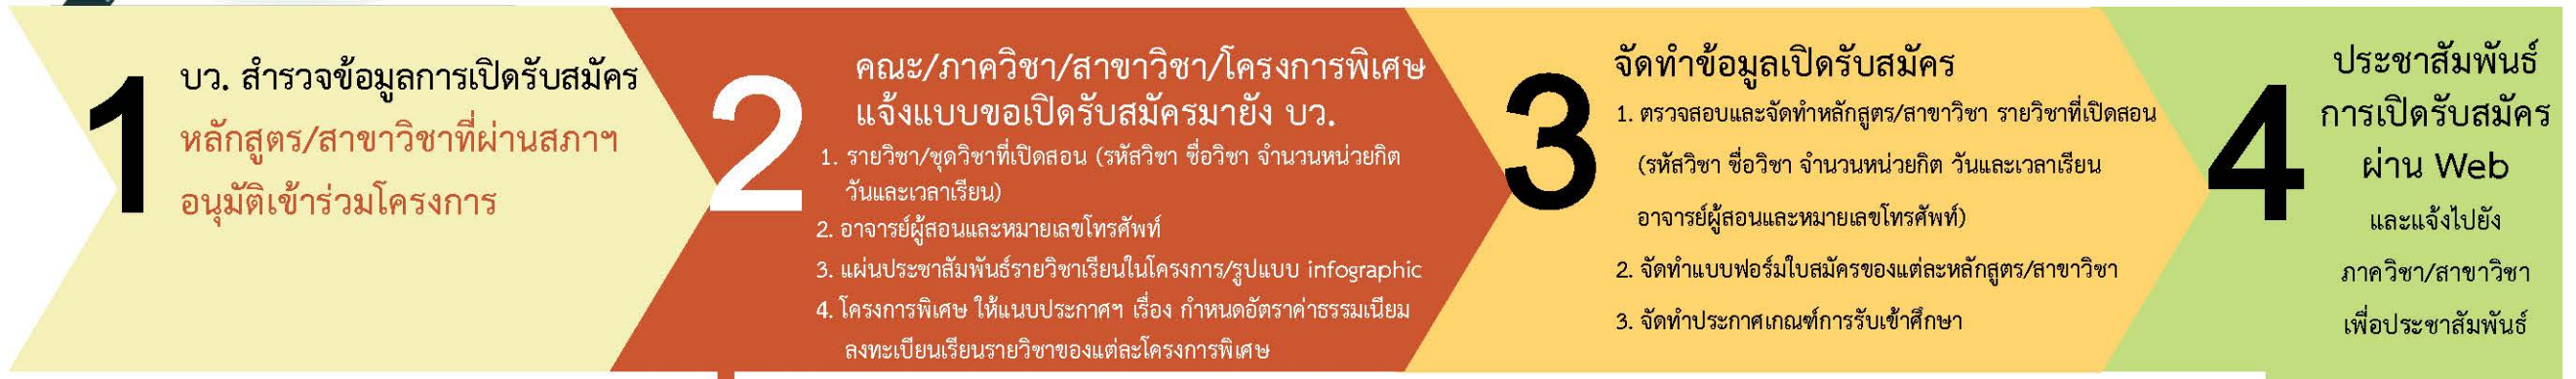 1
บว. สำรวจข้อมูลการเปิดรับสมัคร
หลักสูตร/สาขาวิชาที่ผ่านสภาฯ
อนุมัติเข้าร่วมโครงการ
2
คณะ/ภาควิชา/สาขาวิชา/โครงการพิเศษ
แจ้งแบบขอเปิดรับสมัครมายัง บว.
1. รายวิชา/ชุดวิชาที่เปิดสอน (รหัสวิชา ชื่อวิชา จำนวนหน่วยกิต
วันและเวลาเรียน)
2. อาจารย์ผู้สอนและหมายเลขโทรศัพท์
3. แผ่นประชาสัมพันธ์รายวิชาเรียนในโครงการ/รูปแบบ infographic
4. โครงการพิเศษ ให้แนบประกาศฯ เรื่อง กำหนดอัตราค่าธรรมเนียม
ลงทะเบียนเรียนรายวิชาของแต่ละโครงการพิเศษ
3
จัดทำข้อมูลเปิดรับสมัคร
1. ตรวจสอบและจัดทำหลักสูตร/สาขาวิชา รายวิชาที่เปิดสอน
(รหัสวิชา ชื่อวิชา จำนวนหน่วยกิต วันและเวลาเรียน
อาจารย์ผู้สอนและหมายเลขโทรศัพท์)
2. จัดทำแบบฟอร์มใบสมัครของแต่ละหลักสูตร/สาขาวิชา
3. จัดทำประกาศเกณฑ์การรับเข้าศึกษา
4
ประชาสัมพันธ์
การเปิดรับสมัคร
ผ่าน Web
และแจ้งไปยัง
ภาควิชา/สาขาวิชา
เพื่อประชาสัมพันธ์